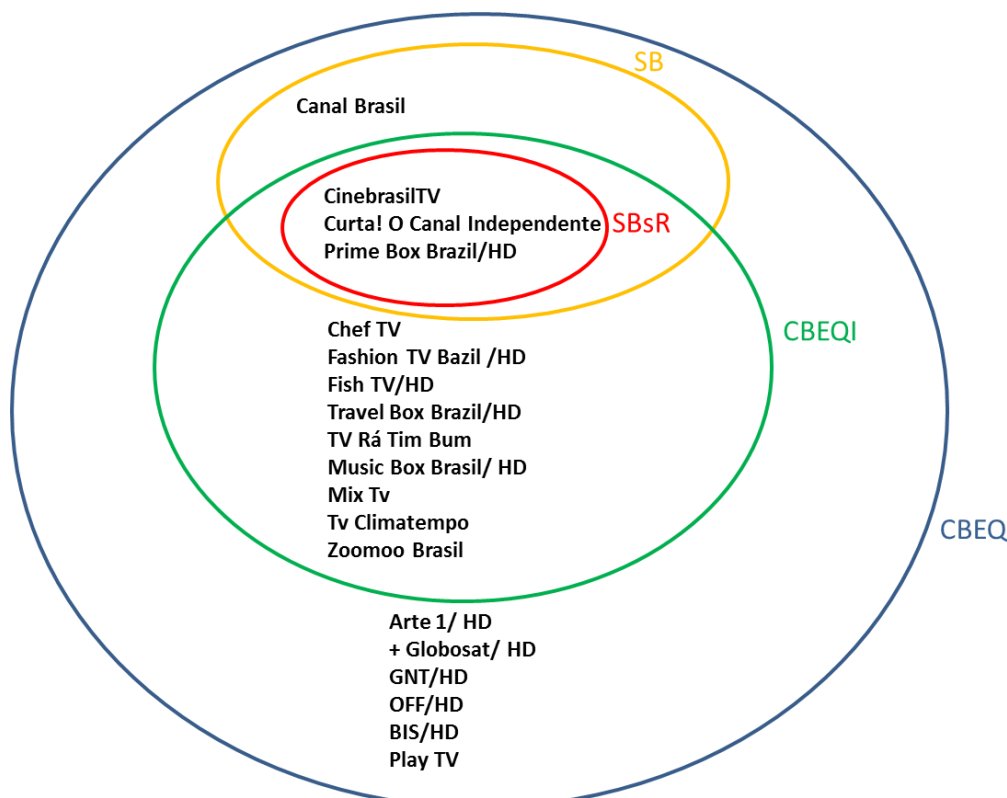 SB
Canal Brasil
CinebrasilTV
Curta! O Canal Independente SBsR
Prime Box Brazil/HD
Chef TV
CBEQI
Fashion TV Bazil /HD
Fish TV/HD
Travel Box Brazil/HD
TV Rá Tim Bum
Music Box Brasil/ HD
Mix Tv
Tv Climatempo
CBEQ
Zoomoo Brasil
Arte 1/ HD
+ Globosat/ HD
GNT/HD
OFF/HD
BIS/HD
Play TV